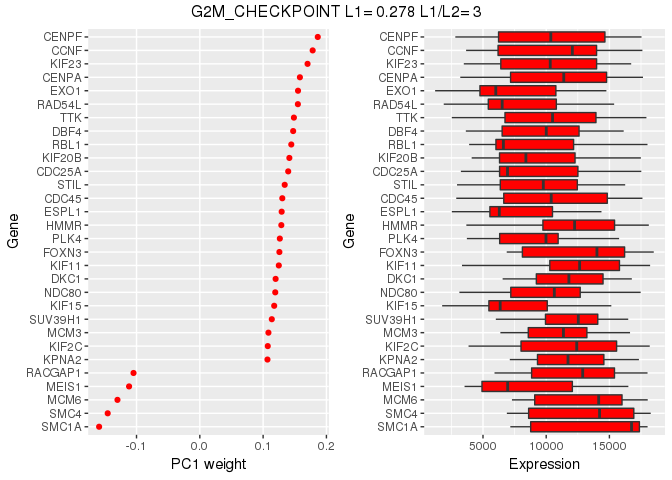 G2M_CHECKPOINT L1= 0.278 L1/L2= 3
Gene
CENPF
CCNF
KIF23
CENPA
EXO1
RAD54L
TTK
DBF4
RBL1
KIF20B
CDC25A
STIL
CDC45
ESPL1
HMMR
PLK4
FOXN3
KIF11
DKC1
NDC80
KIF15
SUV39H1
MCM3
KIF2C
KPNA2
RACGAP1
MEIS1
MCM6
SMC4
SMC1A
-0.1 0.0 0.1 0.2
PC1 weight
Gene
CENPF
CCNF
KIF23
CENPA
EXO1
RAD54L
TTK
DBF4
RBL1
KIF20B
CDC25A
STIL
CDC45
ESPL1
HMMR
PLK4
FOXN3
KIF11
DKC1
NDC80
KIF15
SUV39H1
MCM3
KIF2C
KPNA2
RACGAP1
MEIS1
MCM6
SMC4
SMC1A
5000 10000 15000
Expression